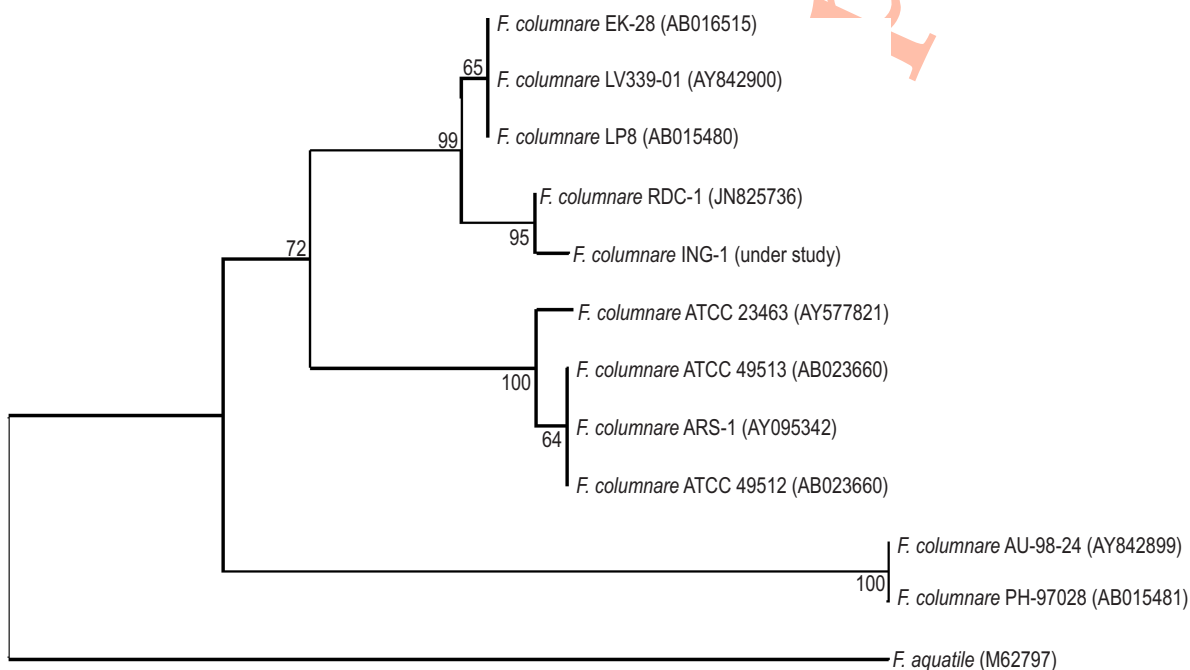 F. columnare EK-28 (AB016515)
65
F. columnare LV339-01 (AY842900)
F. columnare LP8 (AB015480)
99
F. columnare RDC-1 (JN825736)
95
F. columnare ING-1 (under study)
72
F. columnare ATCC 23463 (AY577821)
F. columnare ATCC 49513 (AB023660)
100
F. columnare ARS-1 (AY095342)
64
F. columnare ATCC 49512 (AB023660)
F. columnare AU-98-24 (AY842899)
100
F. columnare PH-97028 (AB015481)
F. aquatile (M62797)